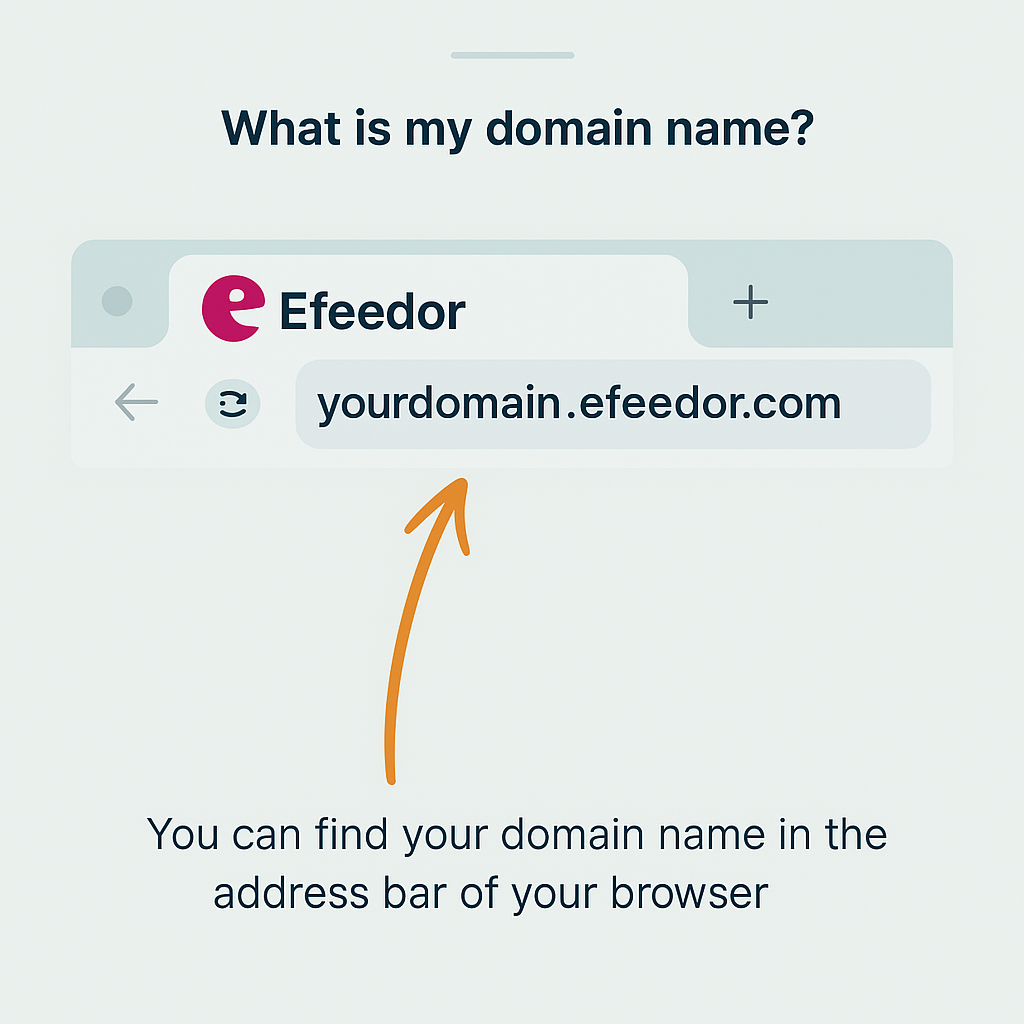 What is my domain name?
Efeedor
yourdomain.efeedor.com
You can find your domain name in the
address bar of your browser